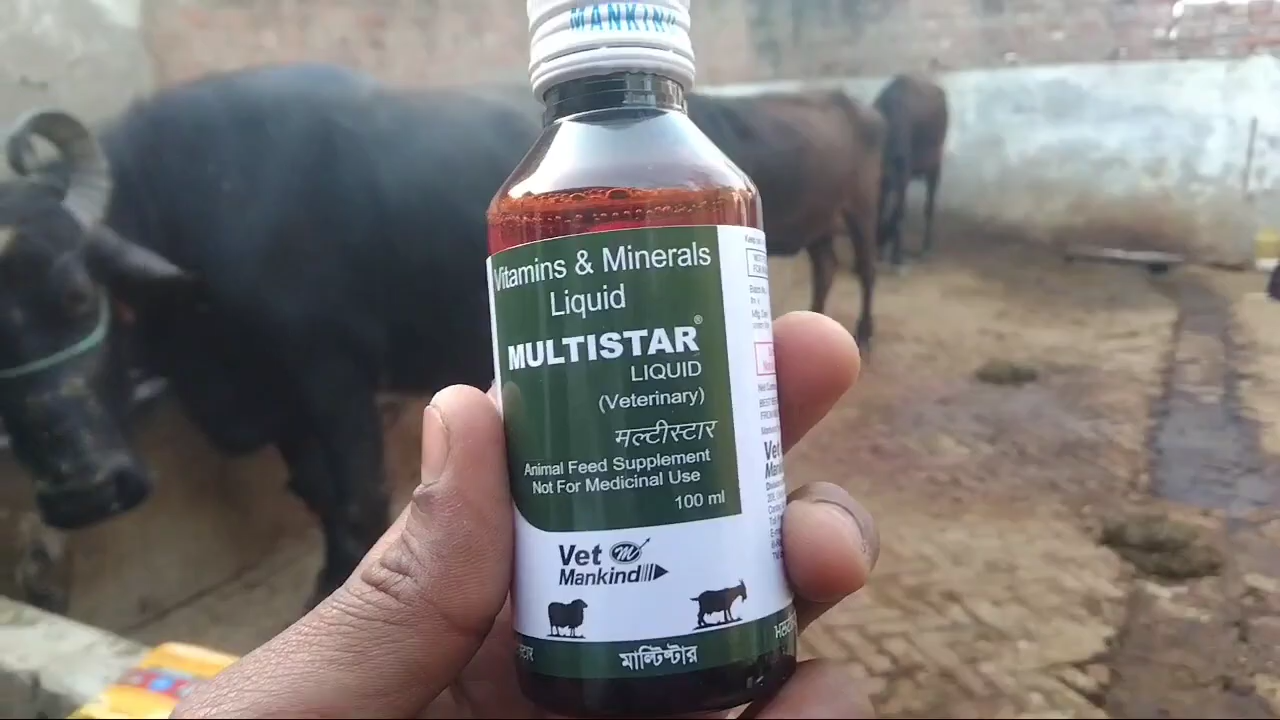 MANKIND
Vitamins & Minerals
Liquid
MULTISTAR®
LIQUID
(Veterinary)
मल्टीस्टार
Animal Feed Supplement
Not For Medicinal Use
100 ml
Vet
Mankind
মাল্টিষ্টার